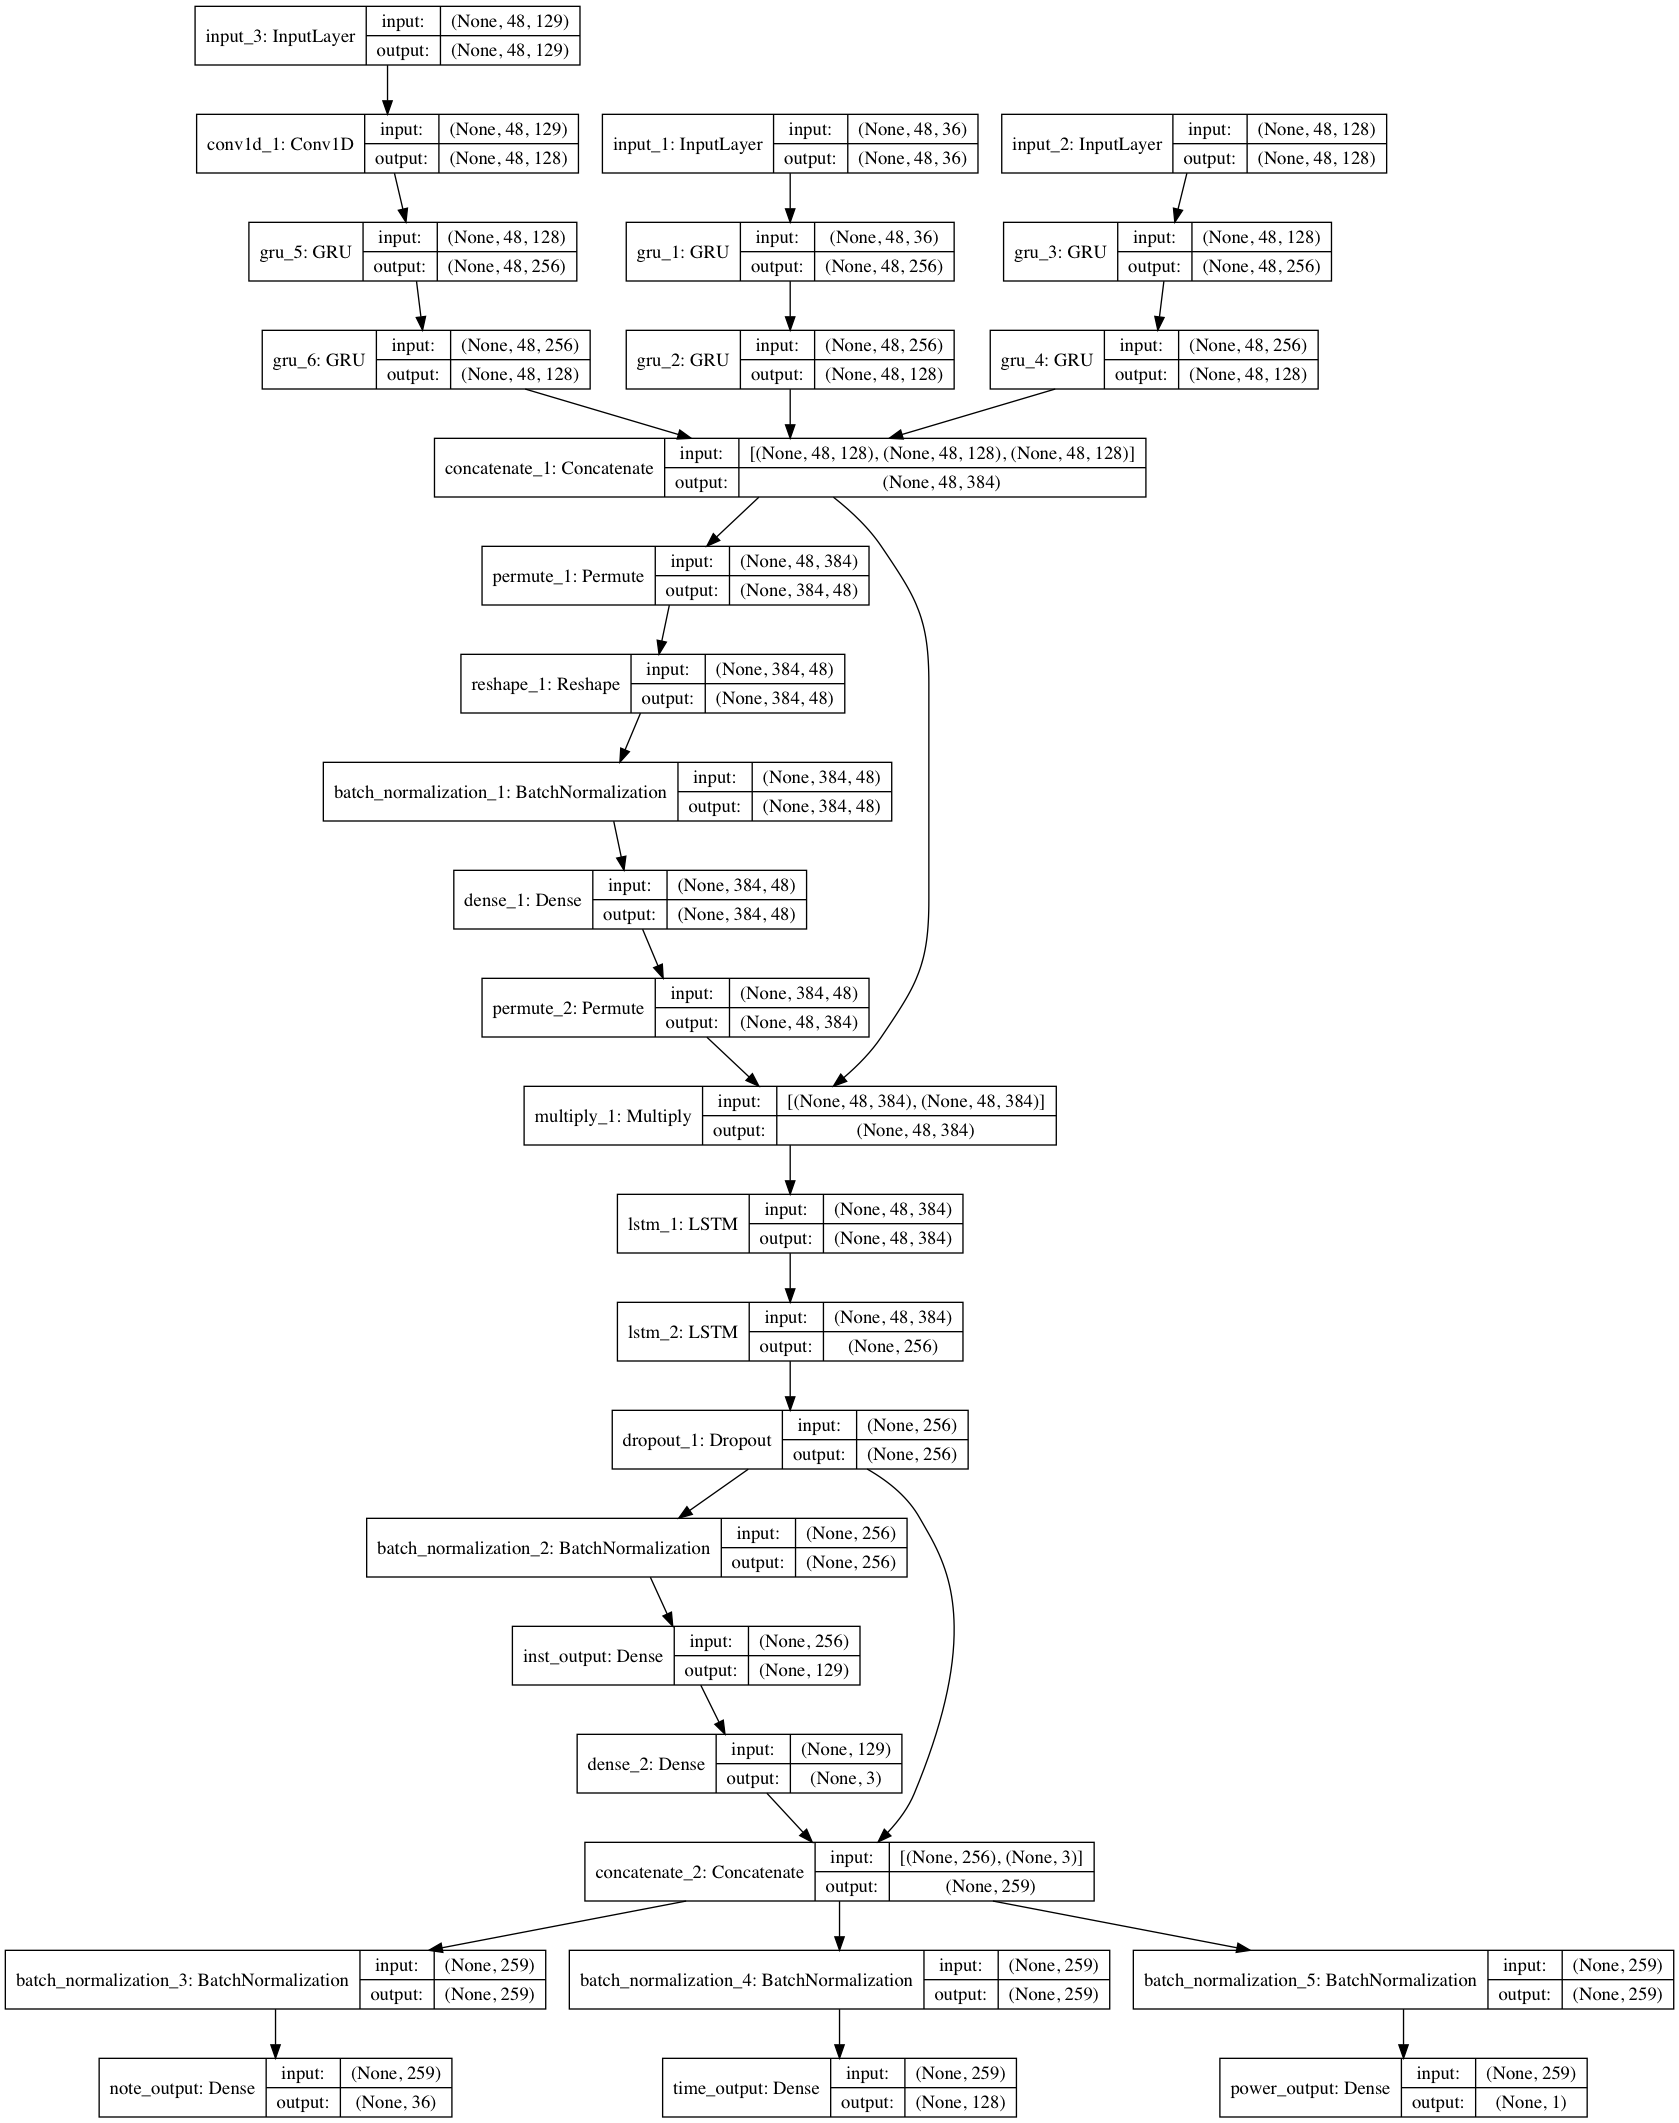 input_3: InputLayer
input: (None, 48, 129)
output: (None, 48, 129)
conv1d_1: Conv1D
input: (None, 48, 129)
output: (None, 48, 128)
input_1: InputLayer
input: (None, 48, 36)
output: (None, 48, 36)
input_2: InputLayer
input: (None, 48, 128)
output: (None, 48, 128)
gru_5: GRU
input: (None, 48, 128)
output: (None, 48, 256)
gru_1: GRU
input: (None, 48, 36)
output: (None, 48, 256)
gru_3: GRU
input: (None, 48, 128)
output: (None, 48, 256)
gru_6: GRU
input: (None, 48, 256)
output: (None, 48, 128)
gru_2: GRU
input: (None, 48, 256)
output: (None, 48, 128)
gru_4: GRU
input: (None, 48, 256)
output: (None, 48, 128)
concatenate_1: Concatenate
input: [(None, 48, 128), (None, 48, 128), (None, 48, 128)]
output: (None, 48, 384)
permute_1: Permute
input: (None, 48, 384)
output: (None, 384, 48)
reshape_1: Reshape
input: (None, 384, 48)
output: (None, 384, 48)
batch_normalization_1: BatchNormalization
input: (None, 384, 48)
output: (None, 384, 48)
dense_1: Dense
input: (None, 384, 48)
output: (None, 384, 48)
permute_2: Permute
input: (None, 384, 48)
output: (None, 48, 384)
multiply_1: Multiply
input: [(None, 48, 384), (None, 48, 384)]
output: (None, 48, 384)
lstm_1: LSTM
input: (None, 48, 384)
output: (None, 48, 384)
lstm_2: LSTM
input: (None, 48, 384)
output: (None, 256)
dropout_1: Dropout
input: (None, 256)
output: (None, 256)
batch_normalization_2: BatchNormalization
input: (None, 256)
output: (None, 256)
inst_output: Dense
input: (None, 256)
output: (None, 129)
dense_2: Dense
input: (None, 129)
output: (None, 3)
concatenate_2: Concatenate
input: [(None, 256), (None, 3)]
output: (None, 259)
batch_normalization_3: BatchNormalization
input: (None, 259)
output: (None, 259)
batch_normalization_4: BatchNormalization
input: (None, 259)
output: (None, 259)
batch_normalization_5: BatchNormalization
input: (None, 259)
output: (None, 259)
note_output: Dense
input: (None, 259)
output: (None, 36)
time_output: Dense
input: (None, 259)
output: (None, 128)
power_output: Dense
input: (None, 259)
output: (None, 1)